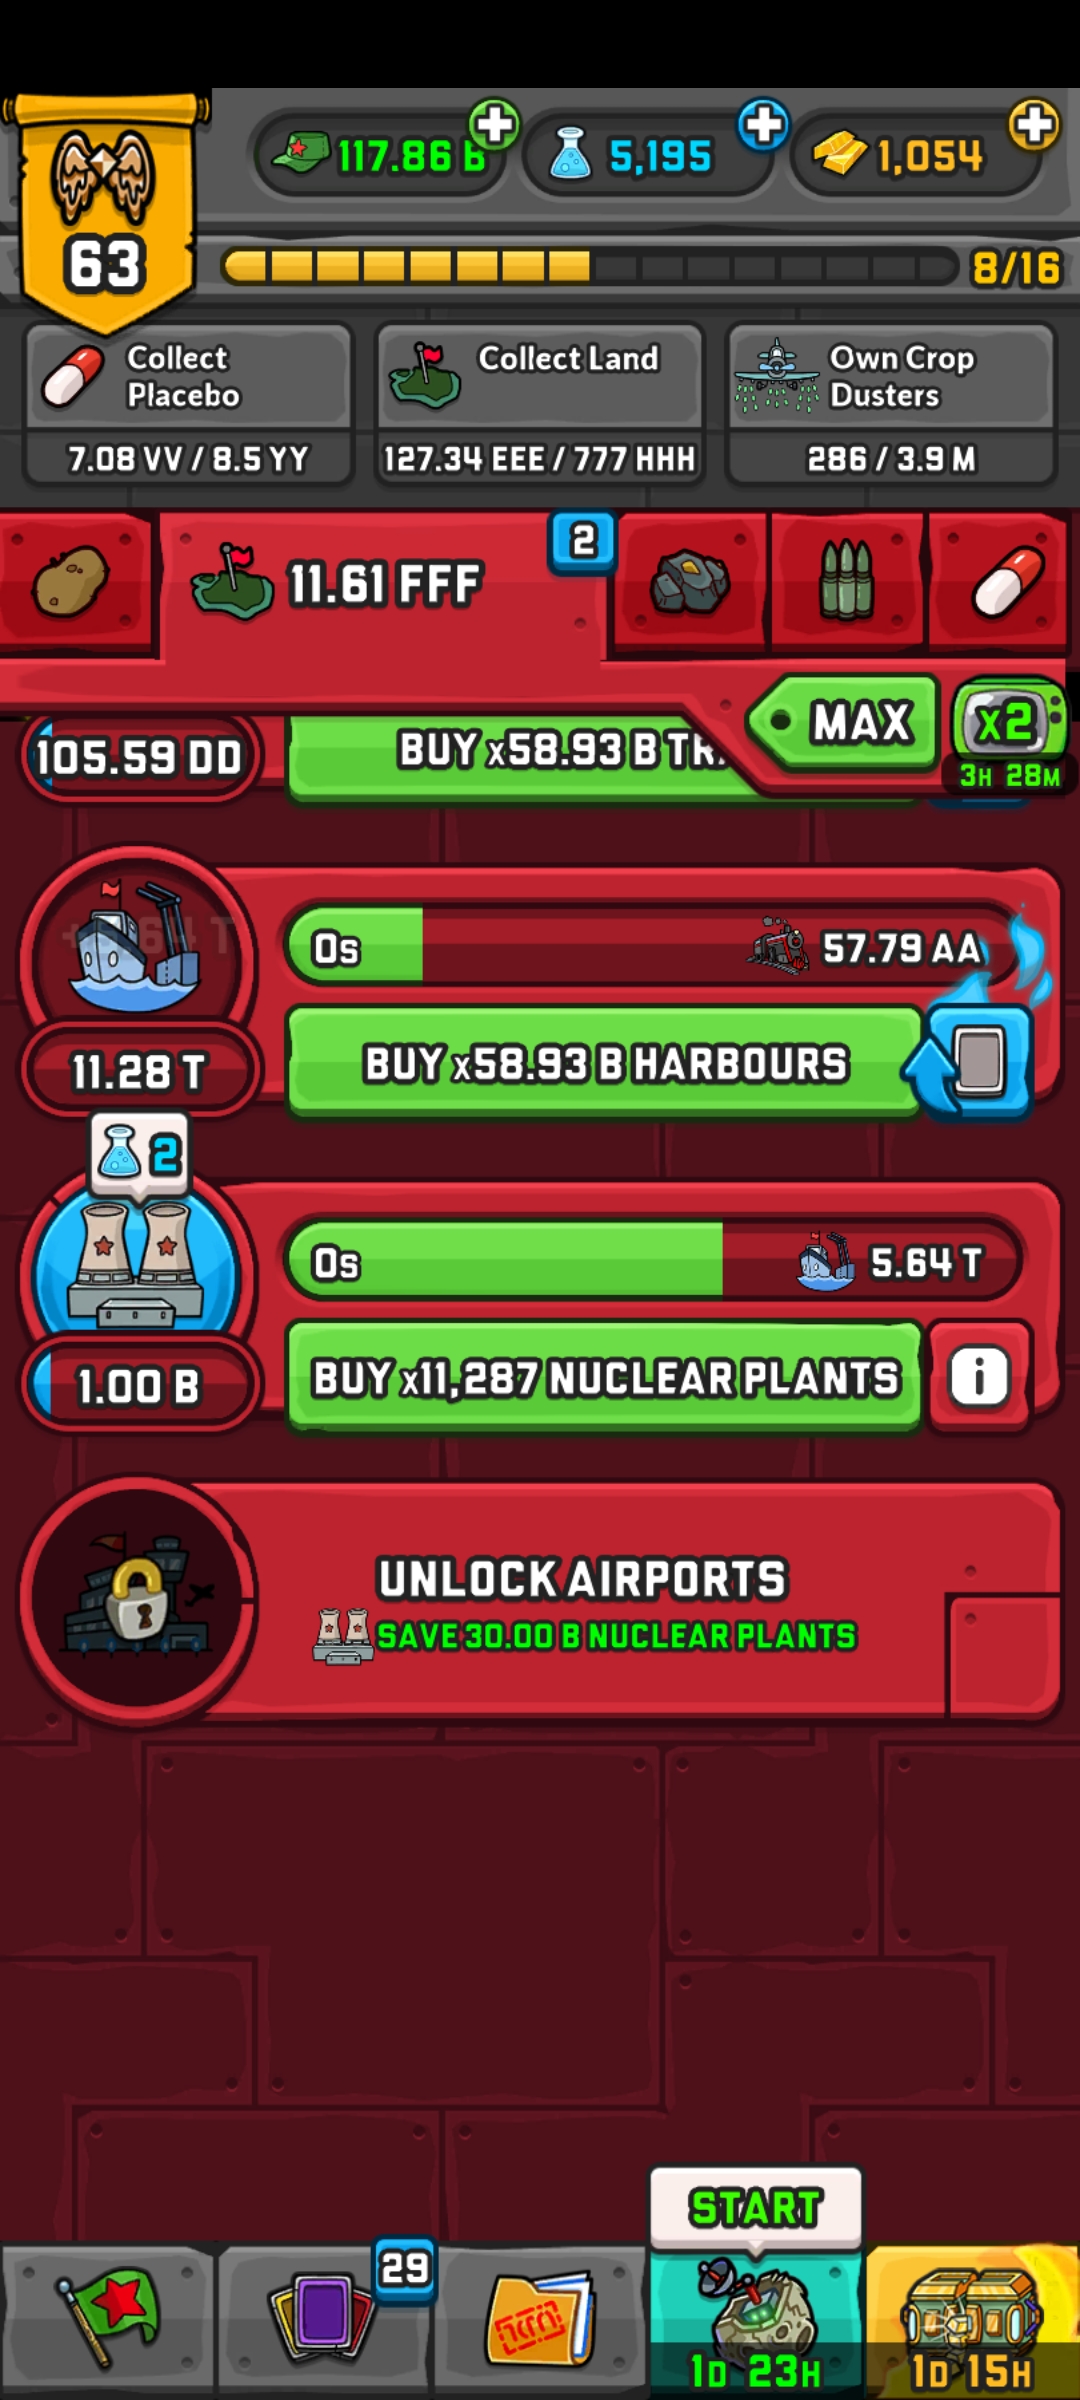 117.86 B
5,195
1,054
63
8/16
Collect
Placebo
7.08 VV / 8.5 YY
Collect Land
127.34 EEE / 777 HHH
Own Crop
Dusters
286 / 3.9 M
11.61 FFF
2
MAX
x2
3H 28M
105.59 DD
BUY x58.93 B TR
0s
57.79 AA
11.28 T
BUY x58.93 B HARBOURS
2
0s
5.64 T
1.00 B
BUY x11,287 NUCLEAR PLANTS
i
UNLOCK AIRPORTS
SAVE 30.00 B NUCLEAR PLANTS
START
29
1D 23H
1D 15H